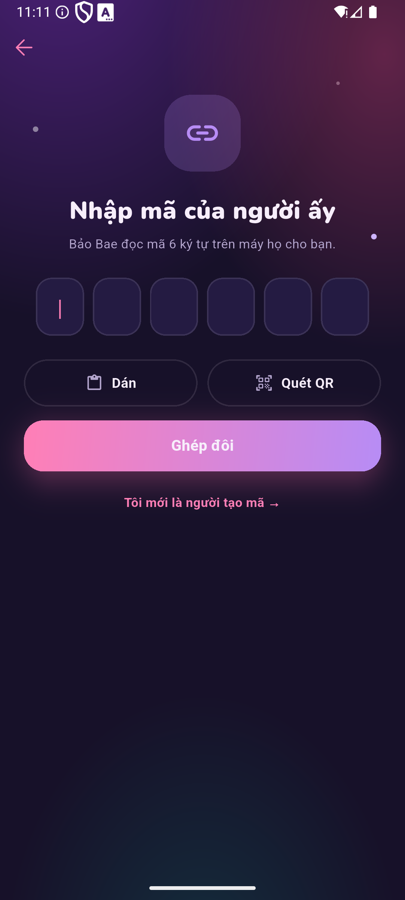 11:11
A
Nhập mã của người ấy
Bảo Bae đọc mã 6 ký tự trên máy họ cho bạn.
Dán
Quét QR
Ghép đôi
Tôi mới là người tạo mã →